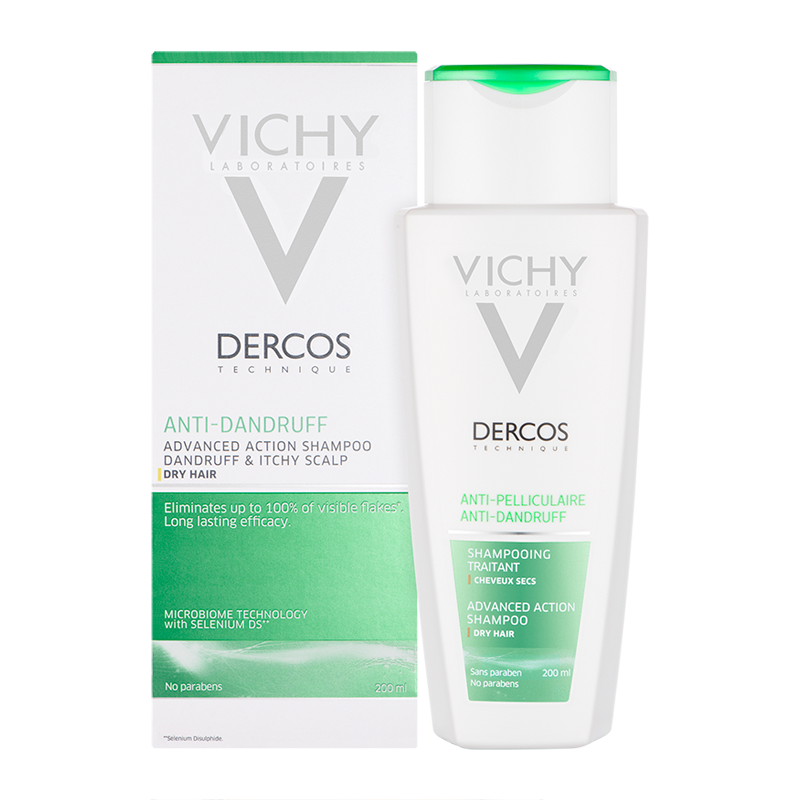 VICHY
LABORATOIRES
DERCOS
TECHNIQUE
ANTI-DANDRUFF
ADVANCED ACTION SHAMPOO
DANDRUFF & ITCHY SCALP
DRY HAIR
Eliminates up to 100% of visible flakes*.
Long lasting efficacy.
MICROBIOME TECHNOLOGY
with SELENIUM DS**
No parabens
200 ml
**Selenium Disulphide.
VICHY
LABORATOIRES
DERCOS
TECHNIQUE
ANTI-PELLICULAIRE
ANTI-DANDRUFF
SHAMPOOING
TRAITANT
CHEVEUX SECS
ADVANCED ACTION
SHAMPOO
DRY HAIR
Sans paraben
No parabens
200 ml